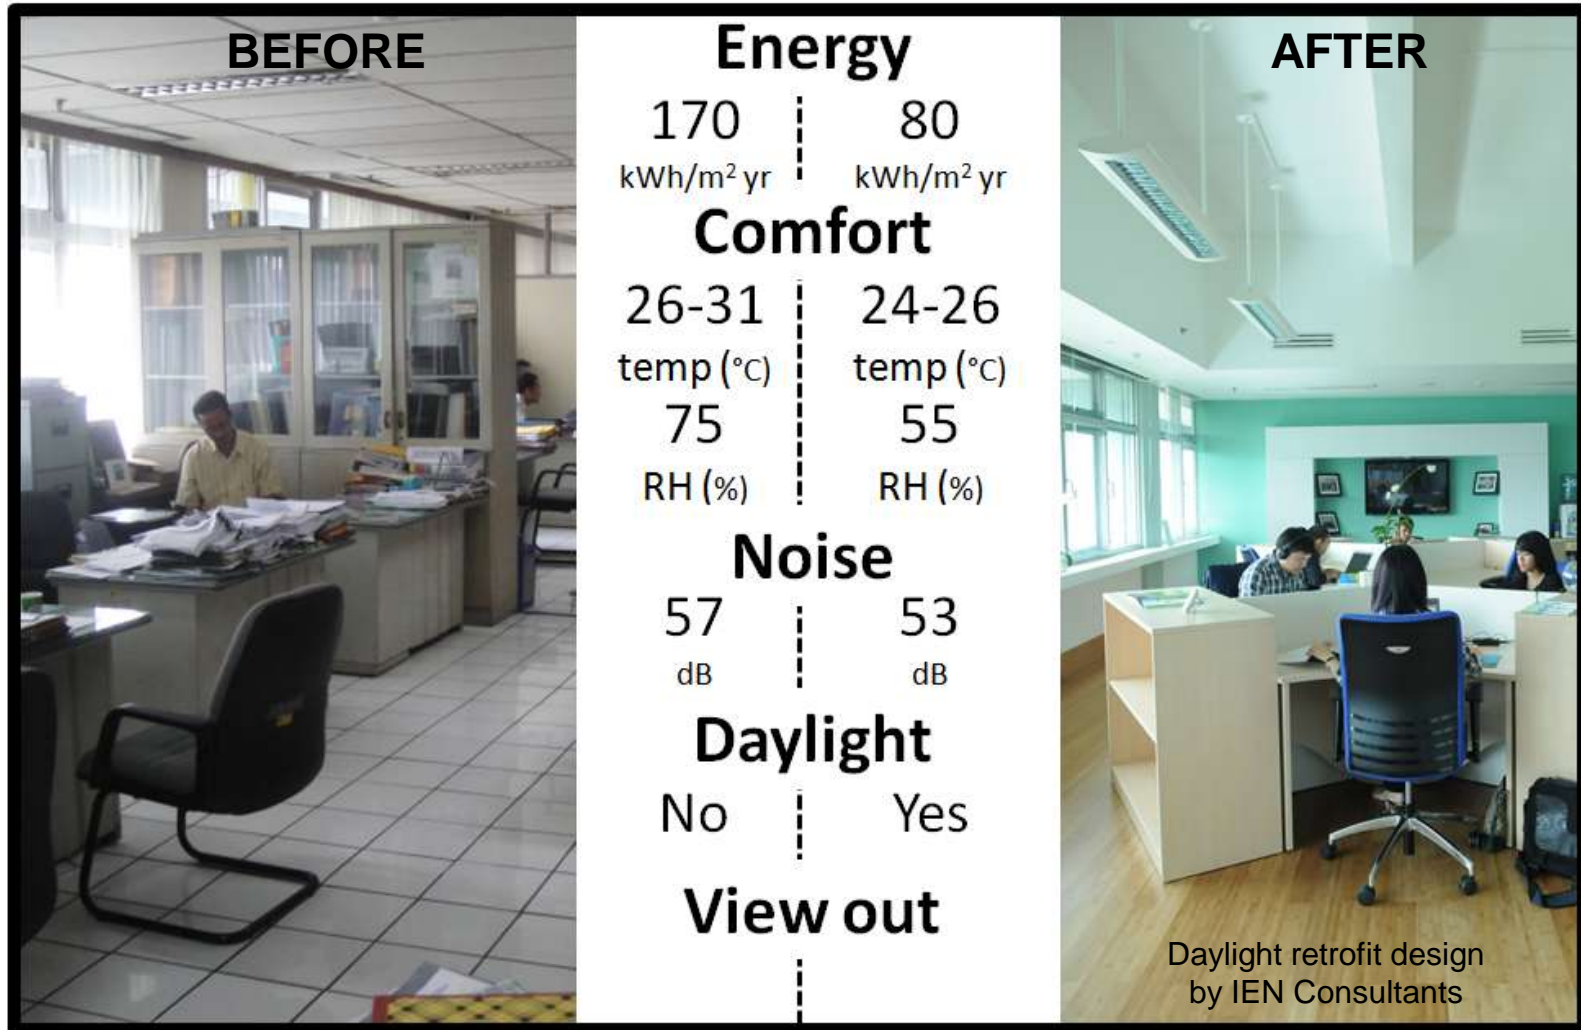 BEFORE
Energy
AFTER
170 80
kWh/m² yr kWh/m² yr
Comfort
26-31 24-26
temp (°C) temp (°C)
75 55
RH (%) RH (%)
Noise
57 53
dB dB
Daylight
No Yes
View out
Daylight retrofit design
by IEN Consultants